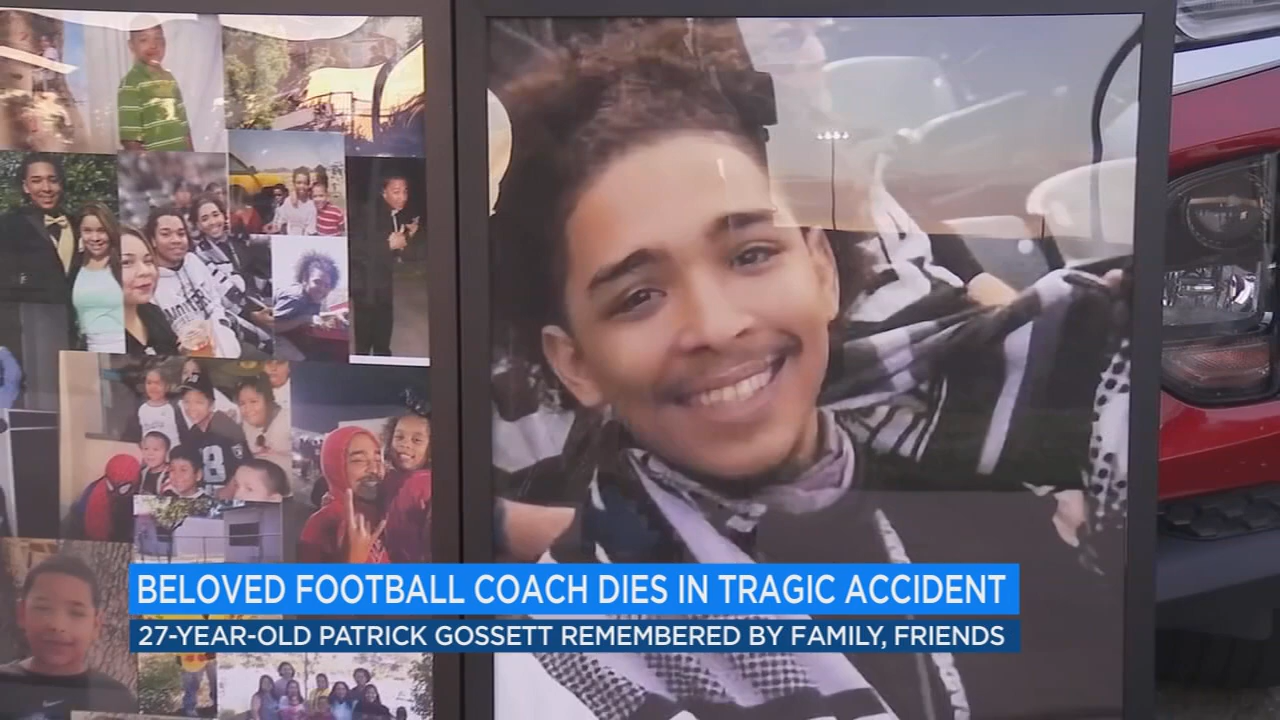 BELOVED FOOTBALL COACH DIES IN TRAGIC ACCIDENT
27-YEAR-OLD PATRICK GOSSETT REMEMBERED BY FAMILY, FRIENDS